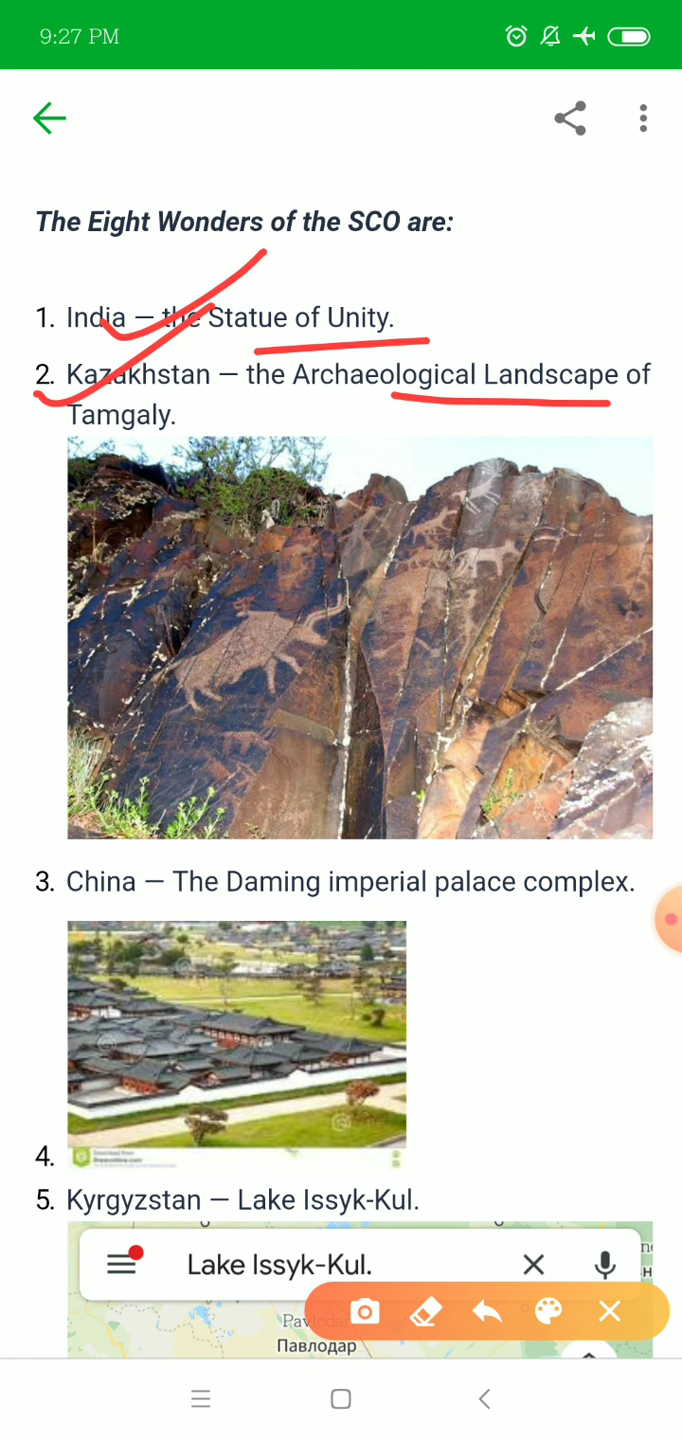 9:27 PM
The Eight Wonders of the SCO are:
1. India — the Statue of Unity.
2. Kazakhstan — the Archaeological Landscape of
Tamgaly.
3. China — The Daming imperial palace complex.
4.
5. Kyrgyzstan — Lake Issyk-Kul.
Lake Issyk-Kul.
Pavlodar
Павлодар